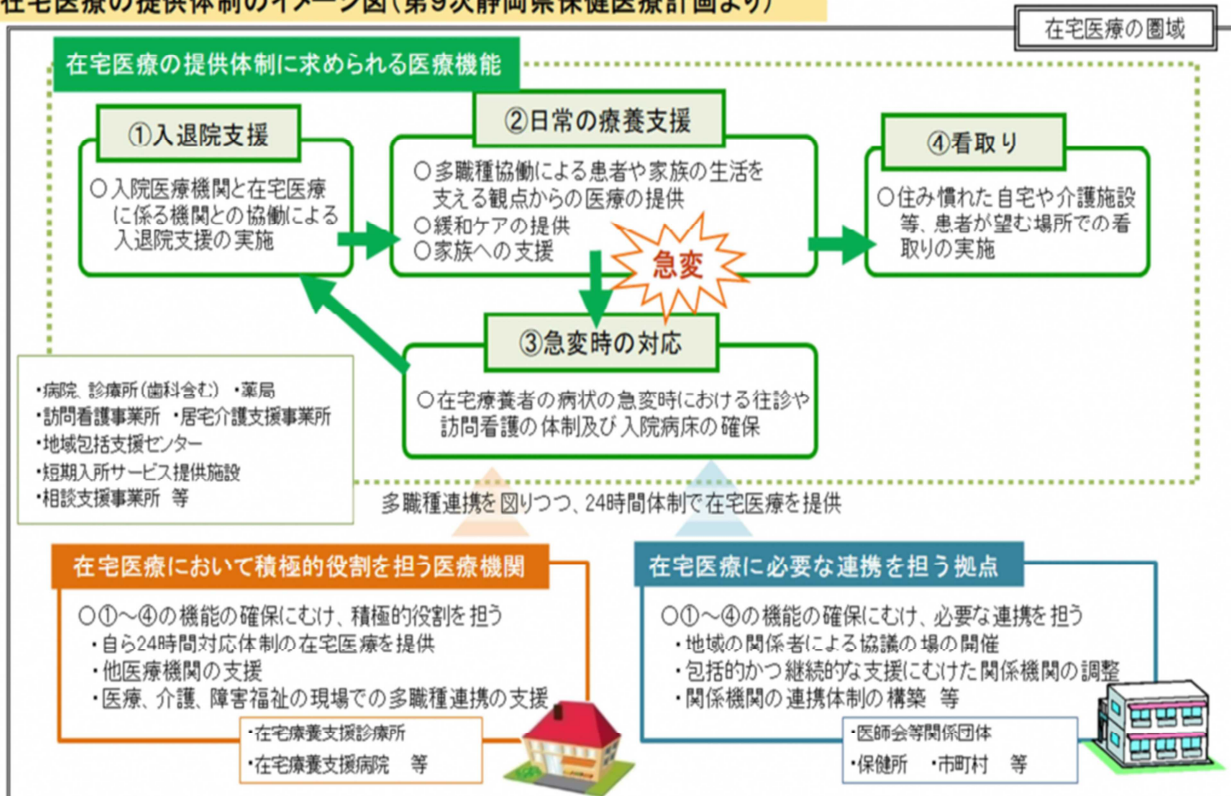 在宅医療の提供体制のイメージ図(第9次静岡県保健医療計画より)
在宅医療の圏域
在宅医療の提供体制に求められる医療機能
①入退院支援
○入院医療機関と在宅医療
に係る機関との協働による
入退院支援の実施
②日常の療養支援
○多職種協働による患者や家族の生活を
支える観点からの医療の提供
○緩和ケアの提供
○家族への支援
急変
④看取り
○住み慣れた自宅や介護施設
等、患者が望む場所での看
取りの実施
③急変時の対応
○在宅療養者の病状の急変時における往診や
訪問看護の体制及び入院病床の確保
・病院、診療所(歯科含む) ・薬局
・訪問看護事業所 ・居宅介護支援事業所
・地域包括支援センター
・短期入所サービス提供施設
・相談支援事業所 等
多職種連携を図りつつ、24時間体制で在宅医療を提供
在宅医療において積極的役割を担う医療機関
○①~④の機能の確保にむけ、積極的役割を担う
・自ら24時間対応体制の在宅医療を提供
・他医療機関の支援
・医療、介護、障害福祉の現場での多職種連携の支援
・在宅療養支援診療所
・在宅療養支援病院 等
在宅医療に必要な連携を担う拠点
○①~④の機能の確保にむけ、必要な連携を担う
・地域の関係者による協議の場の開催
・包括的かつ継続的な支援にむけた関係機関の調整
・関係機関の連携体制の構築 等
・医師会等関係団体
・保健所 ・市町村 等